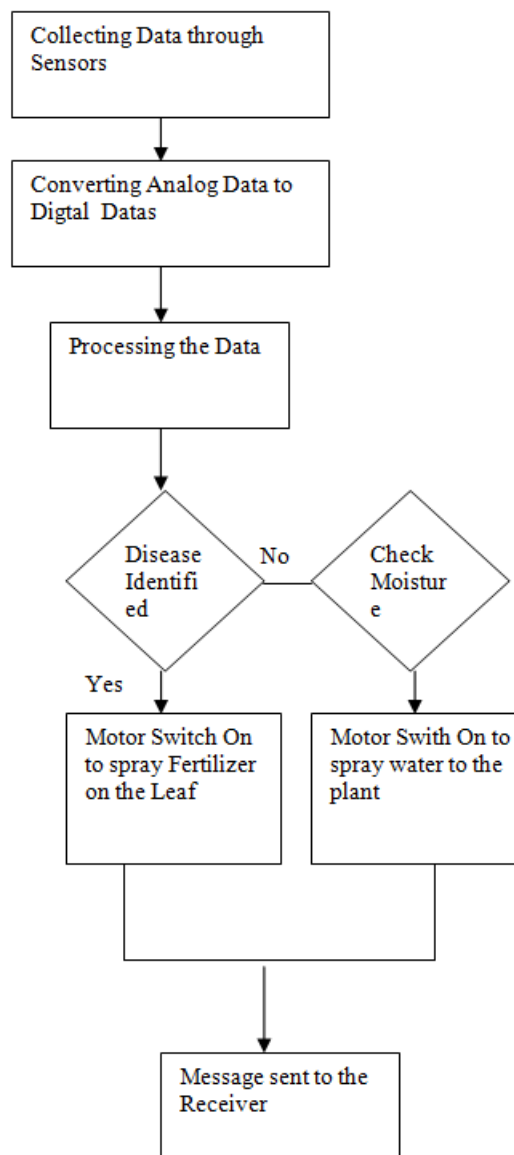 Collecting Data through
Sensors
Converting Analog Data to
Digtal Datas
Processing the Data
Disease
Identifi
ed
No
Check
Moistur
e
Yes
Motor Switch On
to spray Fertilizer
on the Leaf
Motor Swith On to
spray water to the
plant
Message sent to the
Receiver